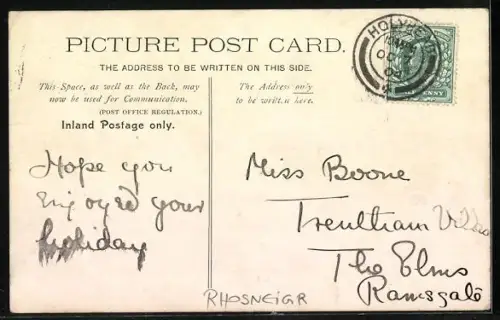 PICTURE POST CARD.
THE ADDRESS TO BE WRITTEN ON THIS SIDE.
This Space, as well as the Back, may
now be used for Communication.
(POST OFFICE REGULATION.)
Inland Postage only.
The Address only
to be written here.
HOLYHEAD
OC
Hope you
enjoyed your
holiday
Miss Boone
Trentham Villa
The Elms
Ramsgate
RHOSNEIGR